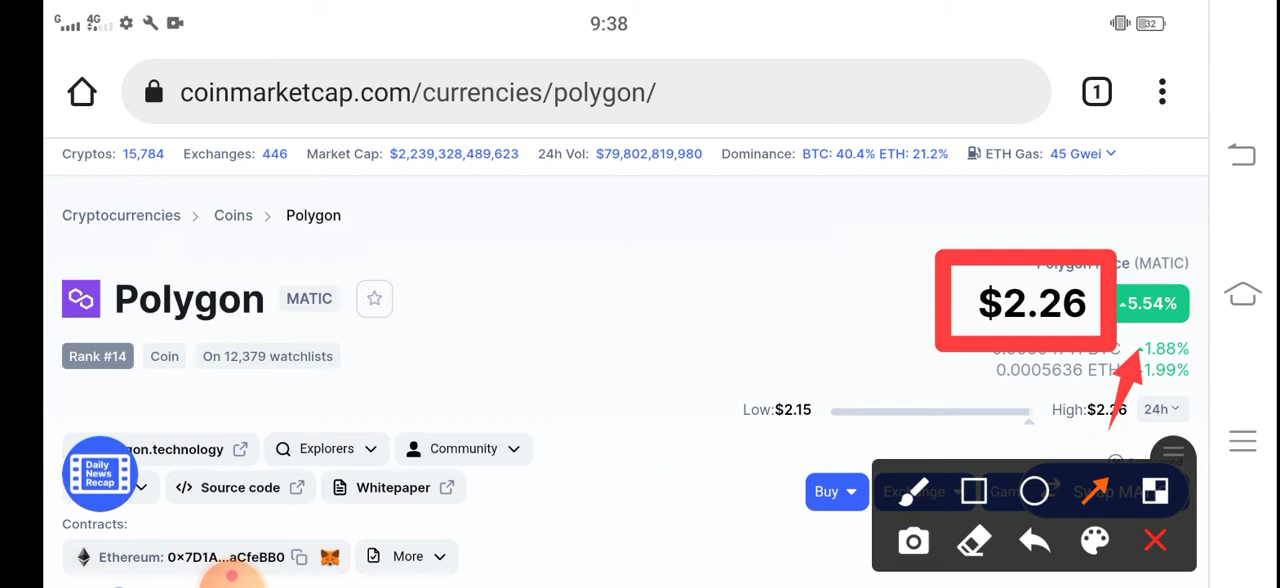 G 4G 9:38 32
coinmarketcap.com/currencies/polygon/ 1
Cryptos: 15,784 Exchanges: 446 Market Cap: $2,239,328,489,623 24h Vol: $79,802,819,980 Dominance: BTC: 40.4% ETH: 21.2% ETH Gas: 45 Gwei
Cryptocurrencies > Coins > Polygon
(MATIC)
Polygon MATIC $2.26 5.54%
Rank #14 Coin On 12,379 watchlists
BTC 1.88%
0.0005636 ETH 1.99%
Low:$2.15 High:$2.26 24h
gon.technology Explorers Community
Daily
News
Recap
Source code Whitepaper
Buy
Contracts:
Ethereum: 0x7D1A...aCfeBB0 More